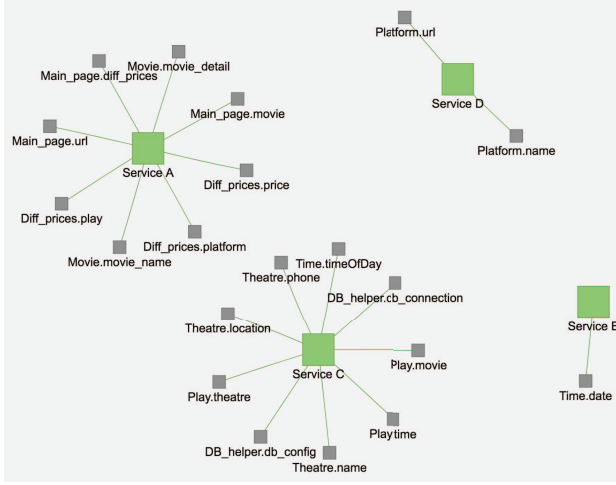 Platform.url
Service D
Platform.name
Movie.movie_detail
Main_page.diff_prices
Main_page.movie
Main_page.url
Service A
Diff_prices.price
Diff_prices.play
Diff_prices.platform
Movie.movie_name
Time.timeOfDay
Theatre.phone
DB_helper.cb_connection
Theatre.location
Service B
Play.movie
Service C
Play.theatre
Time.date
Playtime
DB_helper.db_config
Theatre.name